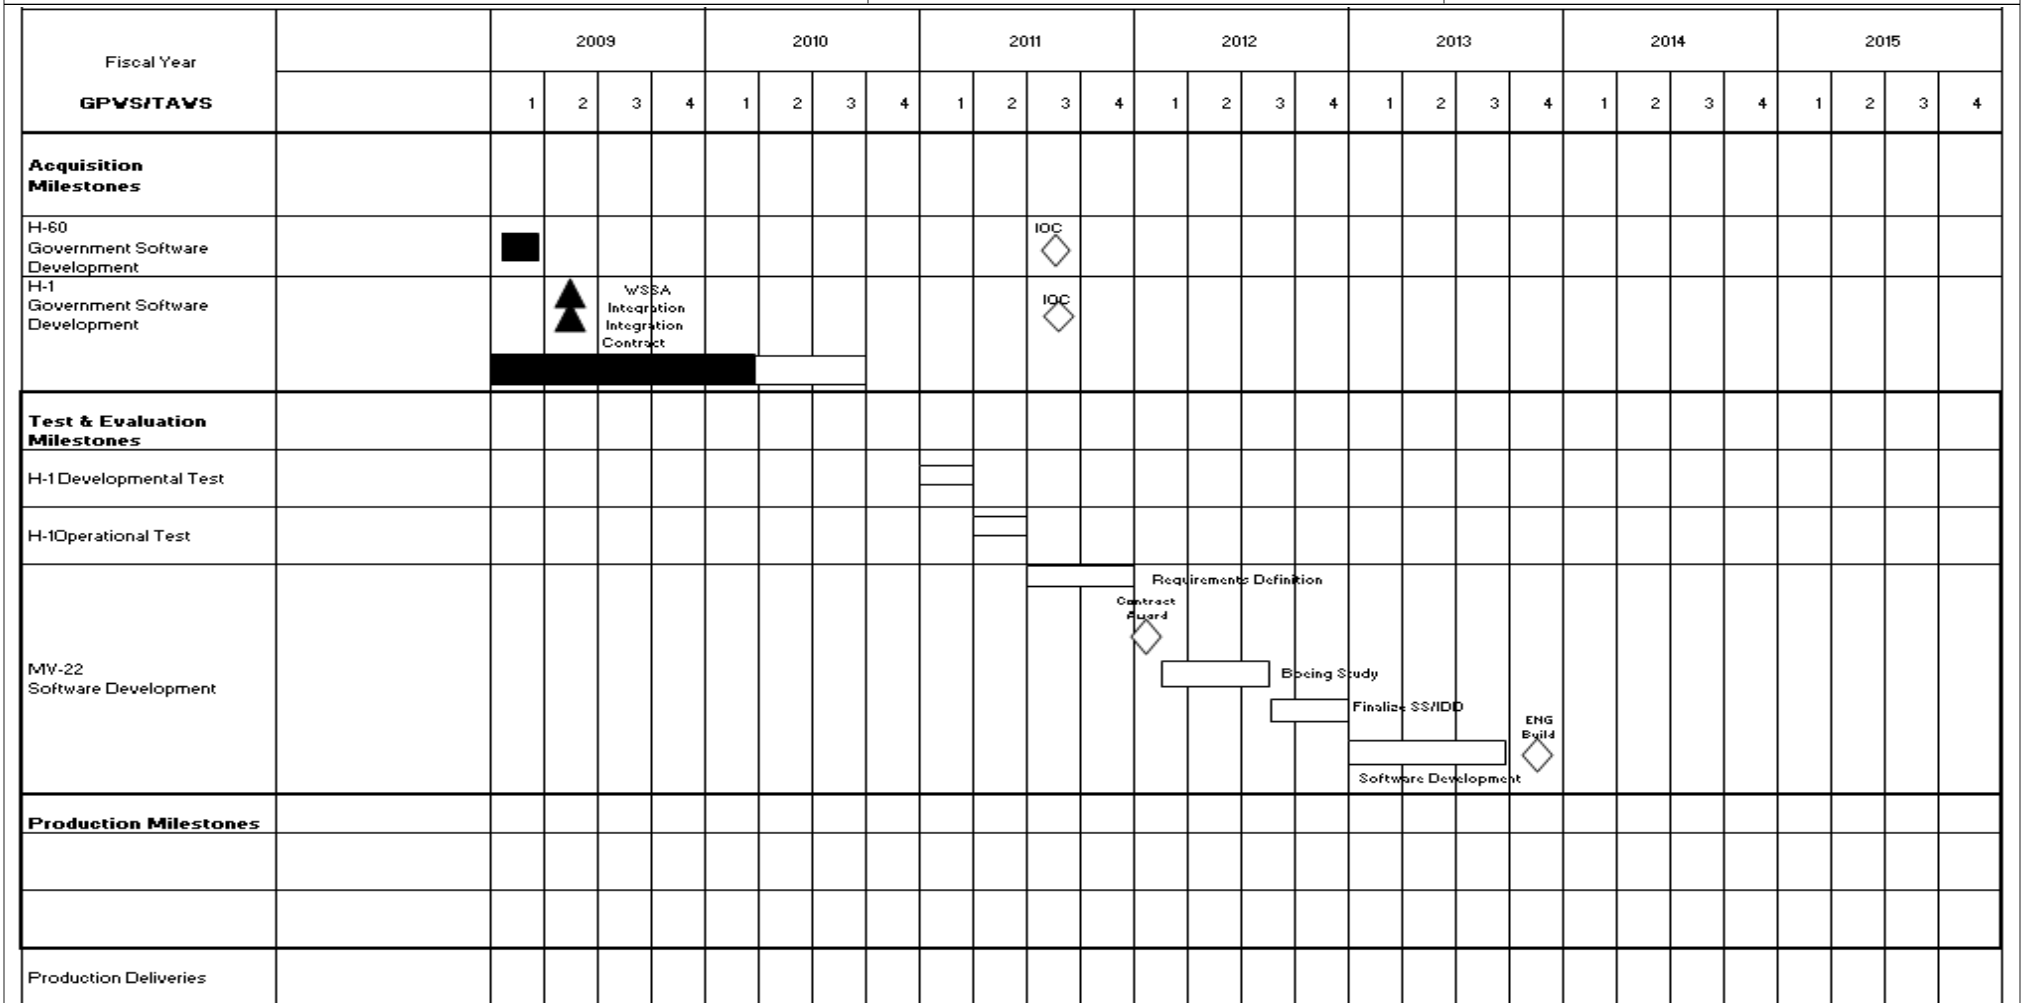 Fiscal Year
2009 2010 2011 2012 2013 2014 2015
GPWS/TAWS
1 2 3 4 1 2 3 4 1 2 3 4 1 2 3 4 1 2 3 4 1 2 3 4 1 2 3 4
Acquisition
Milestones
H-60
Government Software
Development
IOC
H-1
Government Software
Development
WSSA
Integration
Integration
Contract
IOC
Test & Evaluation
Milestones
H-1 Developmental Test
H-1Operational Test
MV-22
Software Development
Requirements Definition
Contract
Award
Boeing Study
Finalize SS/IDD
ENG
Build
Software Development
Production Milestones
Production Deliveries